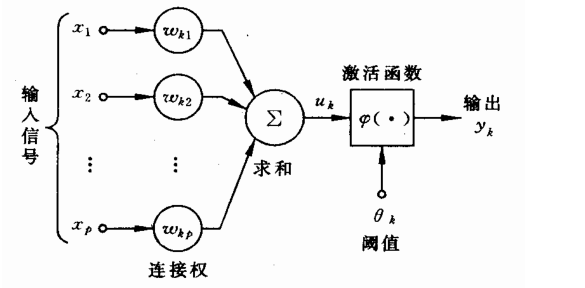 x1
wk1
激活函数
x2
wk2
Σ
uk
φ(·)
输出
yk
输入信号
求和
⋮
⋮
xp
wkp
θk
阈值
连接权